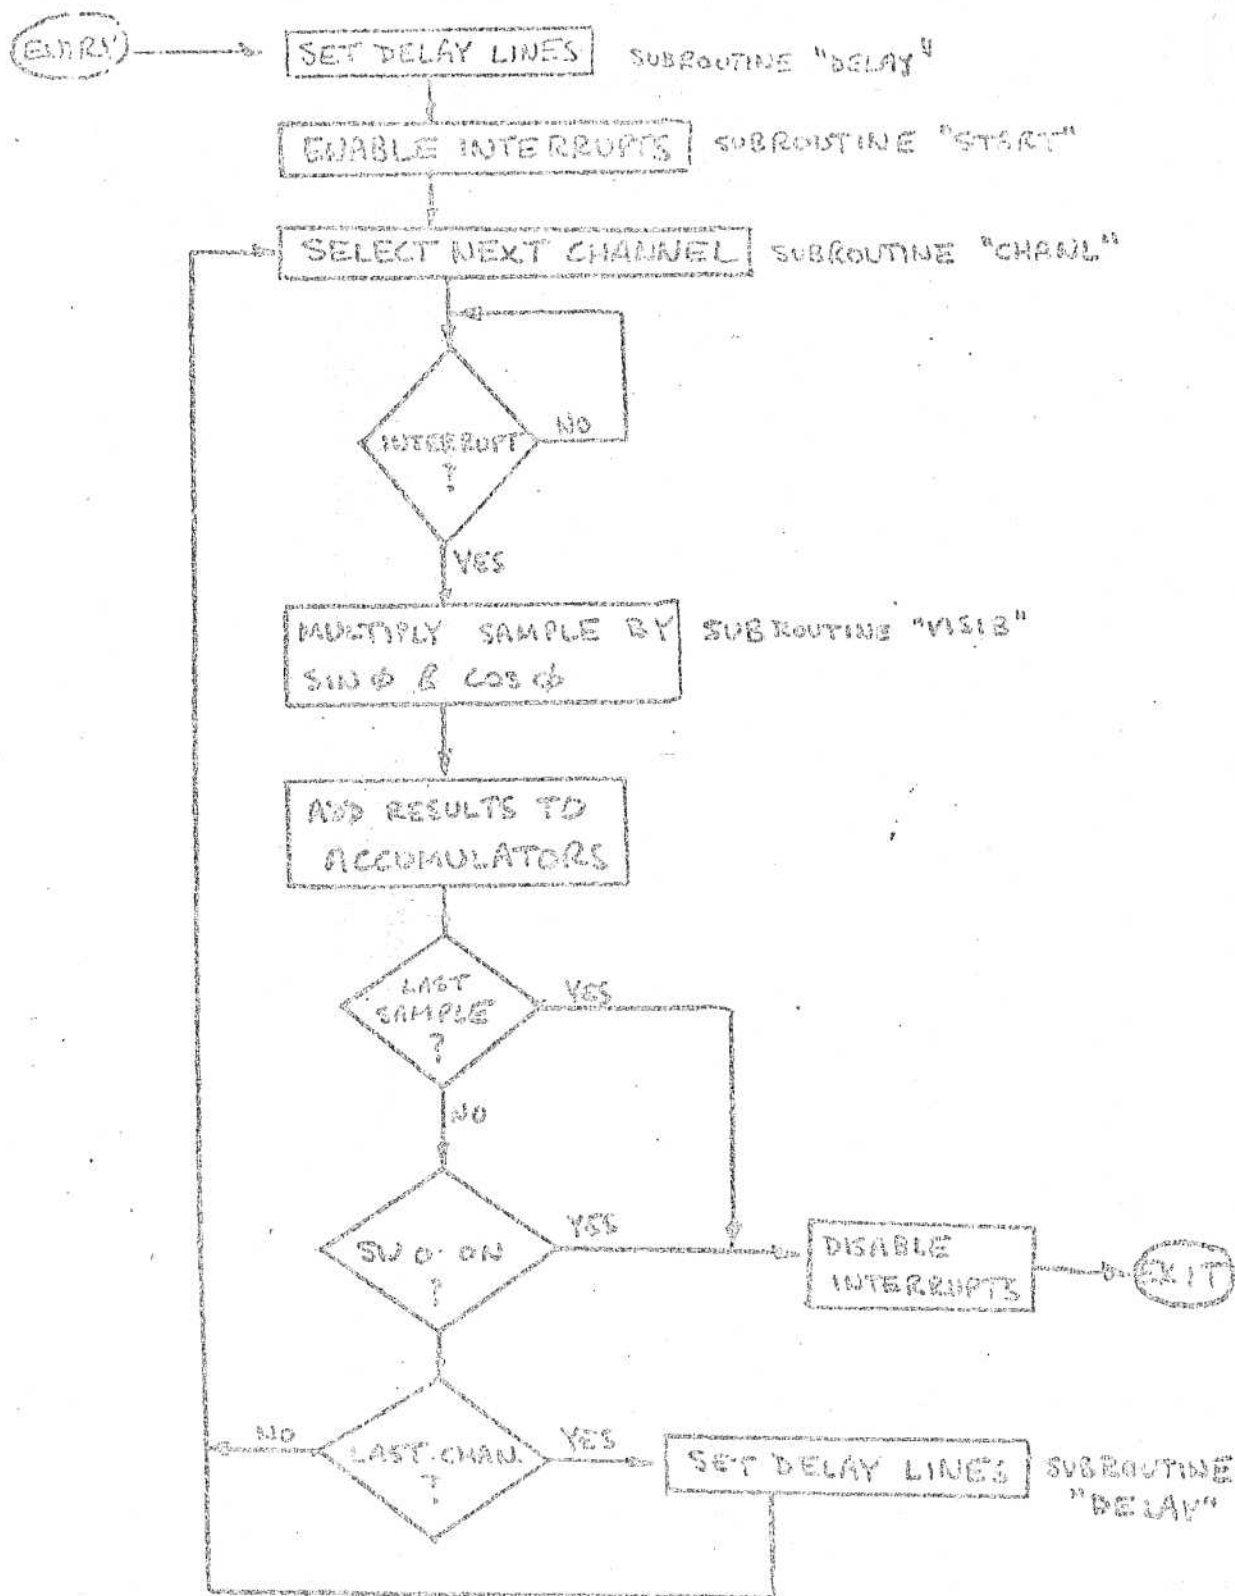 ENTRY
SET DELAY LINES
SUBROUTINE "DELAY"
ENABLE INTERRUPTS
SUBROUTINE "START"
SELECT NEXT CHANNEL
SUBROUTINE "CHANL"
INTERRUPT
?
NO
YES
MULTIPLY SAMPLE BY
SIN ϕ & COS ϕ
SUBROUTINE "VISIB"
ADD RESULTS TO
ACCUMULATORS
LAST
SAMPLE
?
YES
NO
SW 0 ON
?
YES
DISABLE
INTERRUPTS
EXIT
NO
LAST CHAN.
?
YES
SET DELAY LINES
SUBROUTINE
"DELAY"